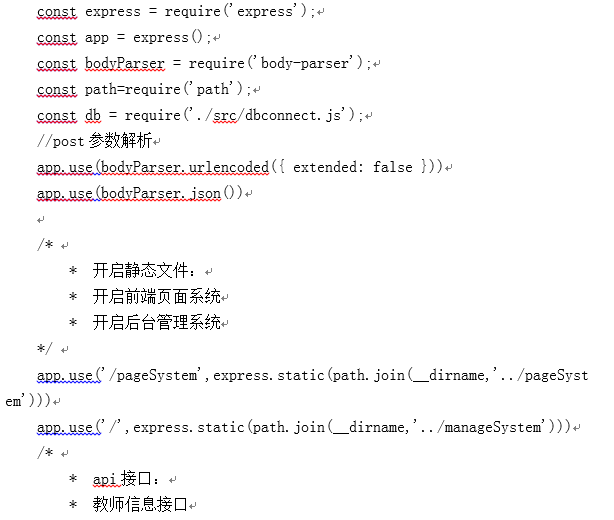 const express = require('express');
const app = express();
const bodyParser = require('body-parser');
const path=require('path');
const db = require('./src/dbconnect.js');
//post 参数解析
app.use(bodyParser.urlencoded({ extended: false }))
app.use(bodyParser.json())
/*
* 开启静态文件：
* 开启前端页面系统
* 开启后台管理系统
*/
app.use('/pageSystem',express.static(path.join(__dirname,'../pageSyst
em')))
app.use('/',express.static(path.join(__dirname,'../manageSystem')))
/*
* api 接口：
* 教师信息接口